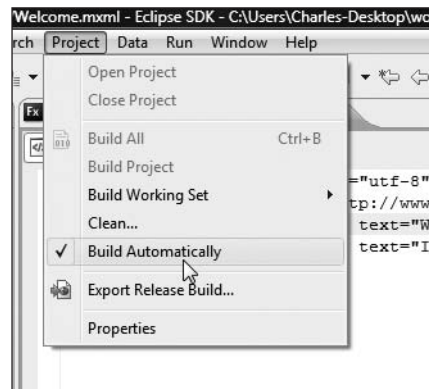 Welcome.mxml - Eclipse SDK - C:\Users\Charles-Desktop\wo
rch Project Data Run Window Help
Open Project
Close Project
Fx
Build All Ctrl+B
Build Project
="utf-8"
Build Working Set
tp://www
Clean...
text="W
Build Automatically
text="I
Export Release Build...
Properties